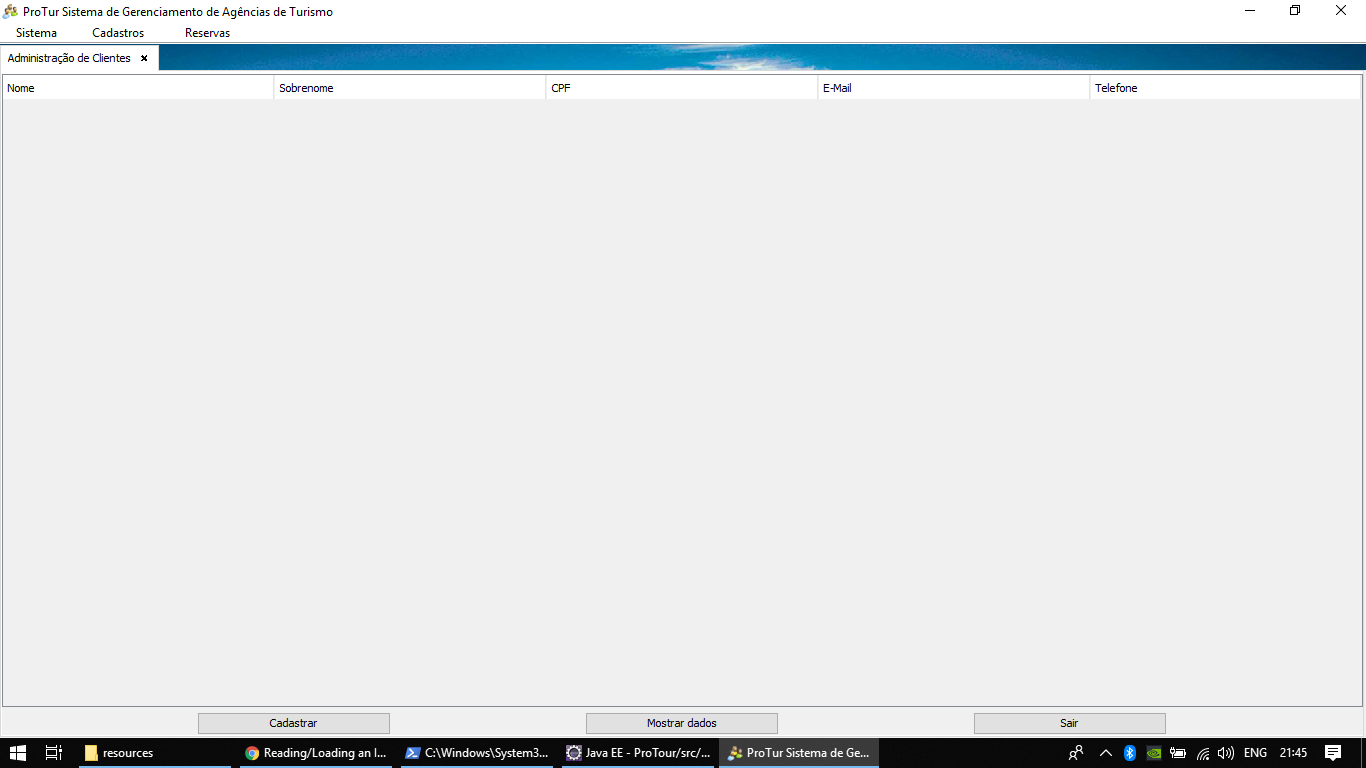 ProTur Sistema de Gerenciamento de Agências de Turismo
Sistema Cadastros Reservas
Administração de Clientes
Nome Sobrenome CPF E-Mail Telefone
Cadastrar Mostrar dados Sair
resources Reading/Loading an I... C:\Windows\System3... Java EE - ProTour/src/... ProTur Sistema de Ge... ENG 21:45